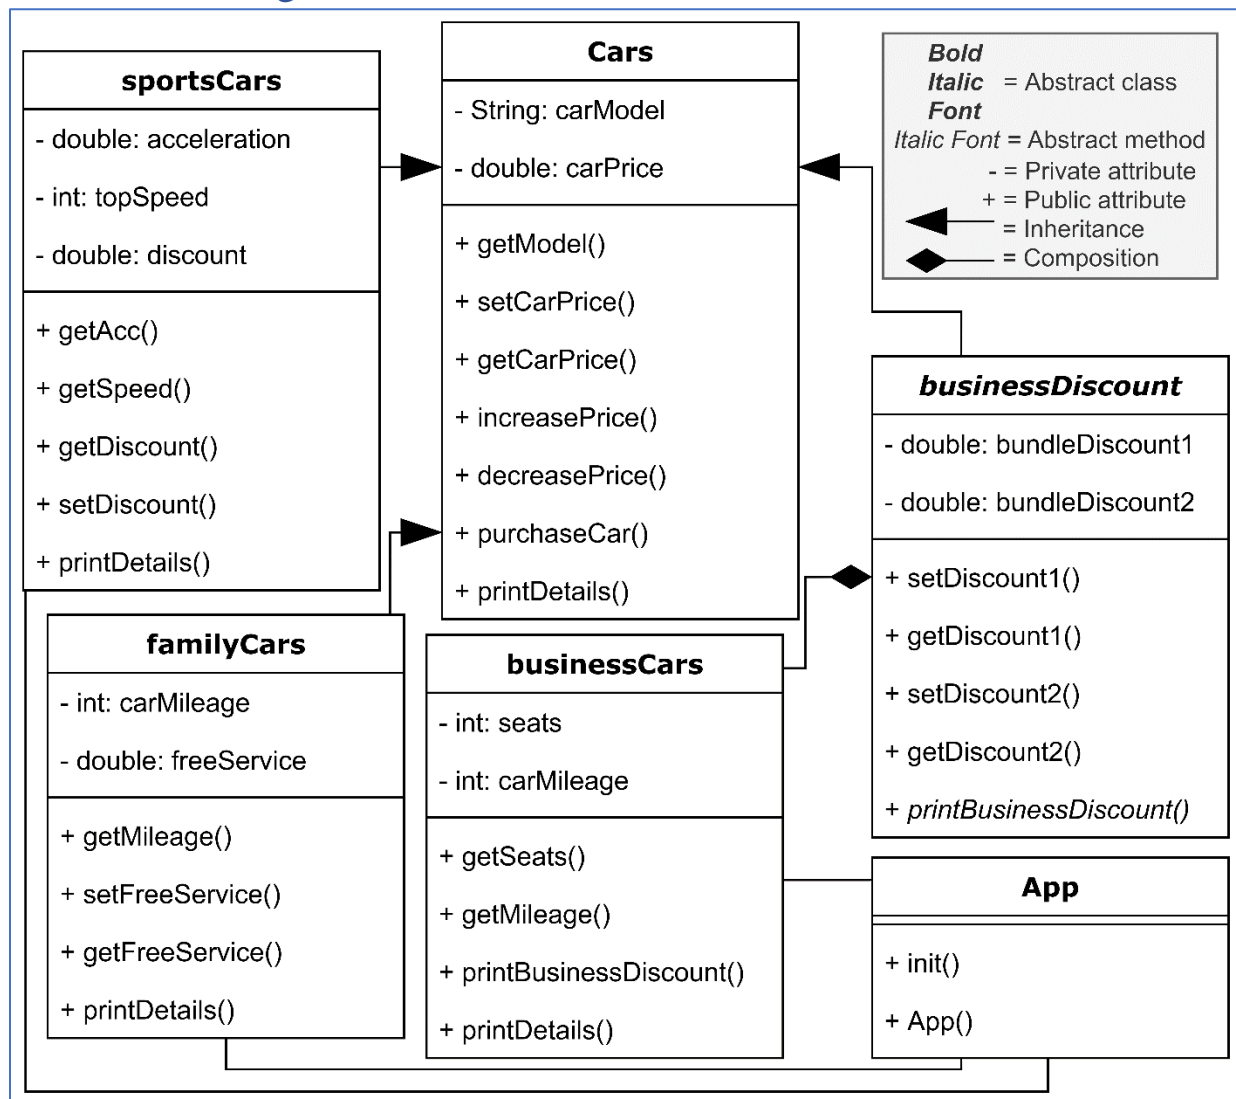 sportsCars
- double: acceleration
- int: topSpeed
- double: discount
+ getAcc()
+ getSpeed()
+ getDiscount()
+ setDiscount()
+ printDetails()
Cars
- String: carModel
- double: carPrice
+ getModel()
+ setCarPrice()
+ getCarPrice()
+ increasePrice()
+ decreasePrice()
+ purchaseCar()
+ printDetails()
Bold
Italic = Abstract class
Font
Italic Font = Abstract method
- = Private attribute
+ = Public attribute
= Inheritance
= Composition
businessDiscount
- double: bundleDiscount1
- double: bundleDiscount2
+ setDiscount1()
+ getDiscount1()
+ setDiscount2()
+ getDiscount2()
+ printBusinessDiscount()
familyCars
- int: carMileage
- double: freeService
+ getMileage()
+ setFreeService()
+ getFreeService()
+ printDetails()
businessCars
- int: seats
- int: carMileage
+ getSeats()
+ getMileage()
+ printBusinessDiscount()
+ printDetails()
App
+ init()
+ App()